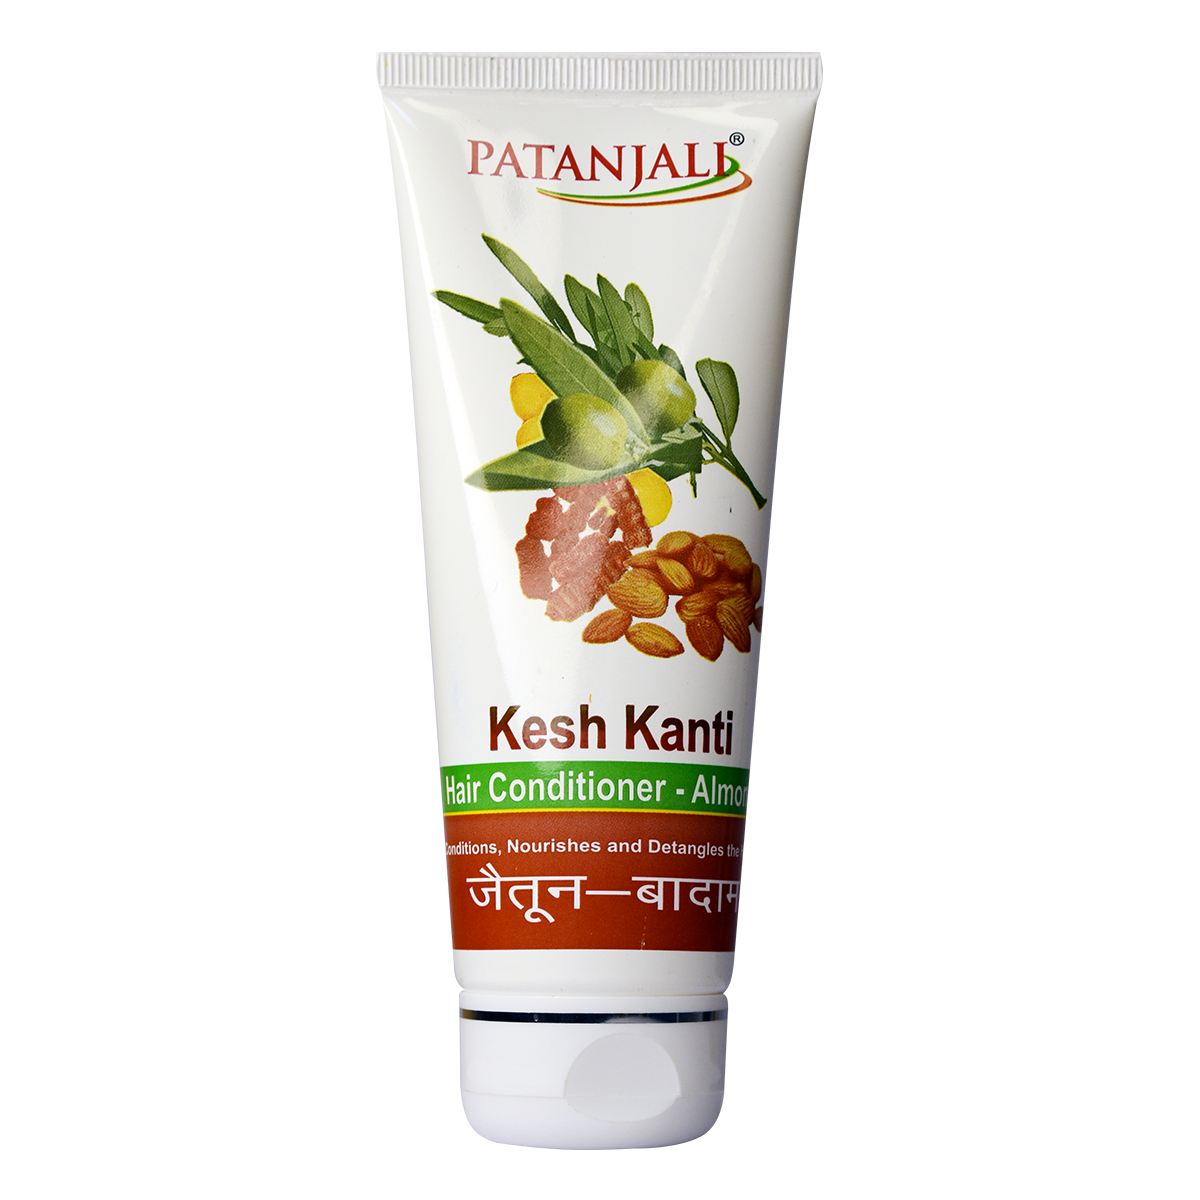 PATANJALI®
Kesh Kanti
Hair Conditioner - Almon
Conditions, Nourishes and Detangles the
जैतून—बादाम